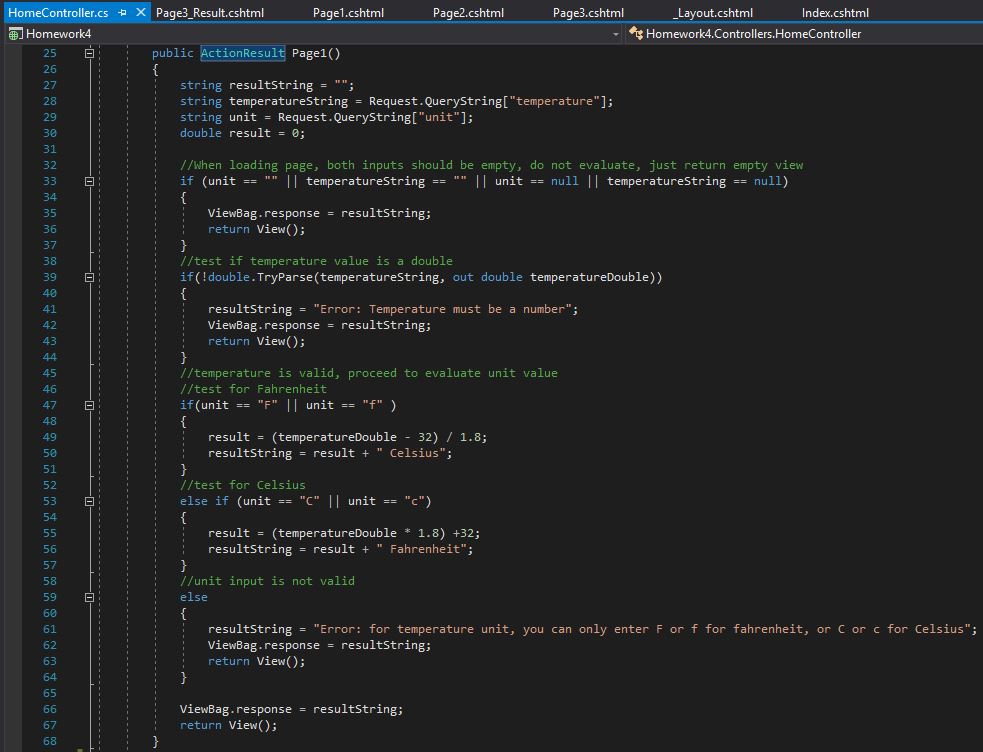 HomeController.cs Page3_Result.cshtml Page1.cshtml Page2.cshtml Page3.cshtml _Layout.cshtml Index.cshtml
Homework4 Homework4.Controllers.HomeController
25 public ActionResult Page1()
26 {
27 string resultString = "";
28 string temperatureString = Request.QueryString["temperature"];
29 string unit = Request.QueryString["unit"];
30 double result = 0;
31
32 //When loading page, both inputs should be empty, do not evaluate, just return empty view
33 if (unit == "" || temperatureString == "" || unit == null || temperatureString == null)
34 {
35 ViewBag.response = resultString;
36 return View();
37 }
38 //test if temperature value is a double
39 if(!double.TryParse(temperatureString, out double temperatureDouble))
40 {
41 resultString = "Error: Temperature must be a number";
42 ViewBag.response = resultString;
43 return View();
44 }
45 //temperature is valid, proceed to evaluate unit value
46 //test for Fahrenheit
47 if(unit == "F" || unit == "f" )
48 {
49 result = (temperatureDouble - 32) / 1.8;
50 resultString = result + " Celsius";
51 }
52 //test for Celsius
53 else if (unit == "C" || unit == "c")
54 {
55 result = (temperatureDouble * 1.8) +32;
56 resultString = result + " Fahrenheit";
57 }
58 //unit input is not valid
59 else
60 {
61 resultString = "Error: for temperature unit, you can only enter F or f for fahrenheit, or C or c for Celsius";
62 ViewBag.response = resultString;
63 return View();
64 }
65
66 ViewBag.response = resultString;
67 return View();
68 }